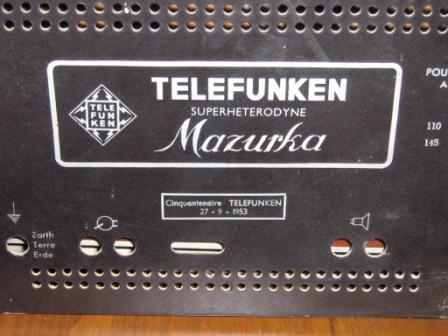 TELE
FUN
KEN
TELEFUNKEN
SUPERHETERODYNE
Mazurka
POU
A
110
145
Cinquantenaire TELEFUNKEN
27 - 9 - 1953
Earth
Terre
Erde